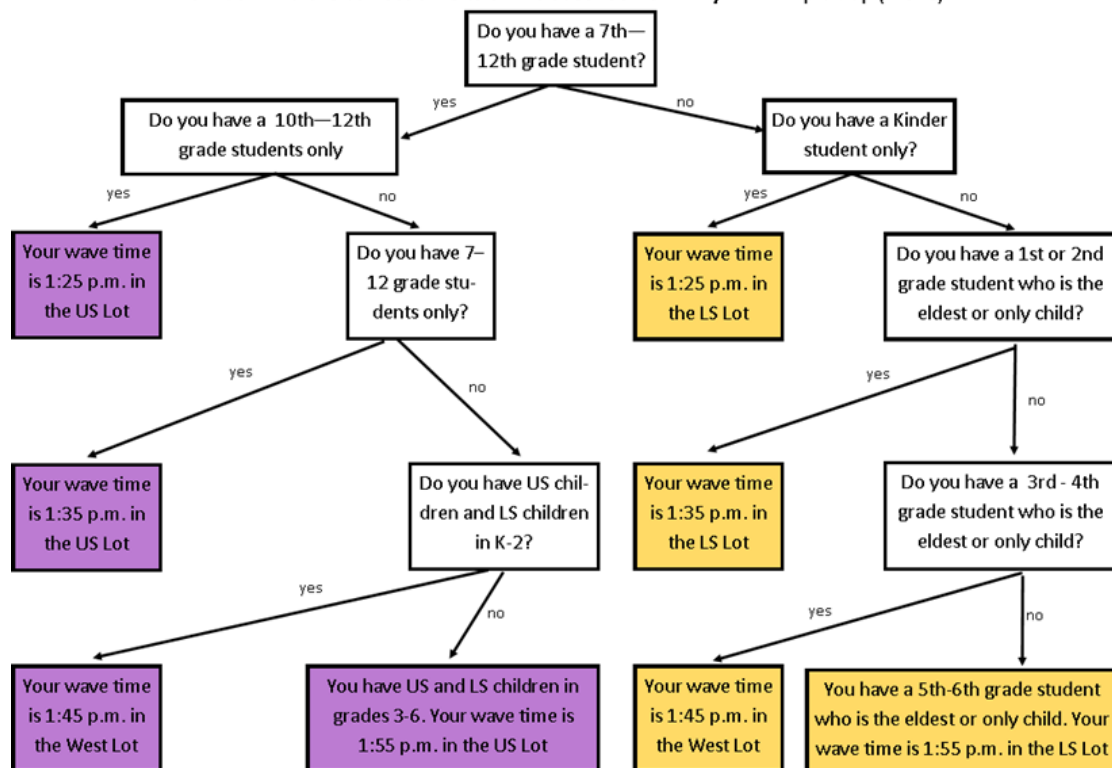 Do you have a 7th—
12th grade student?
yes
no
Do you have a  10th—12th
grade students only
Do you have a Kinder
student only?
yes
no
yes
no
Your wave time
is 1:25 p.m. in
the US Lot
Do you have 7–
12 grade stu-
dents only?
Your wave time
is 1:25 p.m. in
the LS Lot
Do you have a 1st or 2nd
grade student who is the
eldest or only child?
yes
no
yes
no
Your wave time
is 1:35 p.m. in
the US Lot
Do you have US chil-
dren and LS children
in K-2?
Your wave time
is 1:35 p.m. in
the LS Lot
Do you have a  3rd - 4th
grade student who is the
eldest or only child?
yes
no
yes
no
Your wave time
is 1:45 p.m. in
the West Lot
You have US and LS children in
grades 3-6. Your wave time is
1:55 p.m. in the US Lot
Your wave time
is 1:45 p.m. in
the West Lot
You have a 5th-6th grade student
who is the eldest or only child. Your
wave time is 1:55 p.m. in the LS Lot